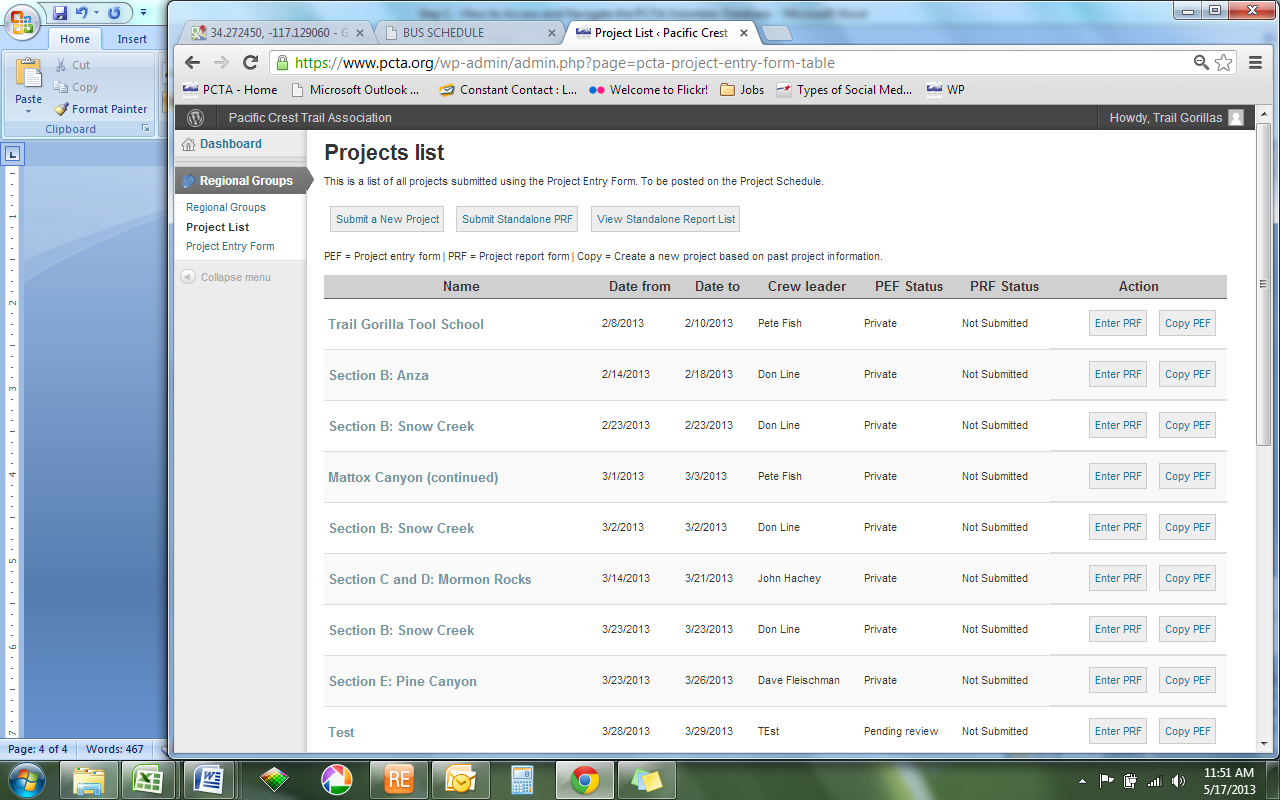 Home Insert
Cut
Copy
Paste
Format Painter
Clipboard
34.272450, -117.129060 - G
BUS SCHEDULE
Project List ‹ Pacific Crest
https://www.pcta.org/wp-admin/admin.php?page=pcta-project-entry-form-table
PCTA - Home Microsoft Outlook ... Constant Contact : L... Welcome to Flickr! Jobs Types of Social Med... WP
Pacific Crest Trail Association Howdy, Trail Gorillas
Dashboard
Regional Groups
Regional Groups
Project List
Project Entry Form
Collapse menu
Projects list
This is a list of all projects submitted using the Project Entry Form. To be posted on the Project Schedule.
Submit a New Project Submit Standalone PRF View Standalone Report List
PEF = Project entry form | PRF = Project report form | Copy = Create a new project based on past project information.
Name Date from Date to Crew leader PEF Status PRF Status Action
Trail Gorilla Tool School 2/8/2013 2/10/2013 Pete Fish Private Not Submitted Enter PRF Copy PEF
Section B: Anza 2/14/2013 2/18/2013 Don Line Private Not Submitted Enter PRF Copy PEF
Section B: Snow Creek 2/23/2013 2/23/2013 Don Line Private Not Submitted Enter PRF Copy PEF
Mattox Canyon (continued) 3/1/2013 3/3/2013 Pete Fish Private Not Submitted Enter PRF Copy PEF
Section B: Snow Creek 3/2/2013 3/2/2013 Don Line Private Not Submitted Enter PRF Copy PEF
Section C and D: Mormon Rocks 3/14/2013 3/21/2013 John Hachey Private Not Submitted Enter PRF Copy PEF
Section B: Snow Creek 3/23/2013 3/23/2013 Don Line Private Not Submitted Enter PRF Copy PEF
Section E: Pine Canyon 3/23/2013 3/26/2013 Dave Fleischman Private Not Submitted Enter PRF Copy PEF
Test 3/28/2013 3/29/2013 TEst Pending review Not Submitted Enter PRF Copy PEF
Page: 4 of 4 Words: 467
RE
11:51 AM
5/17/2013